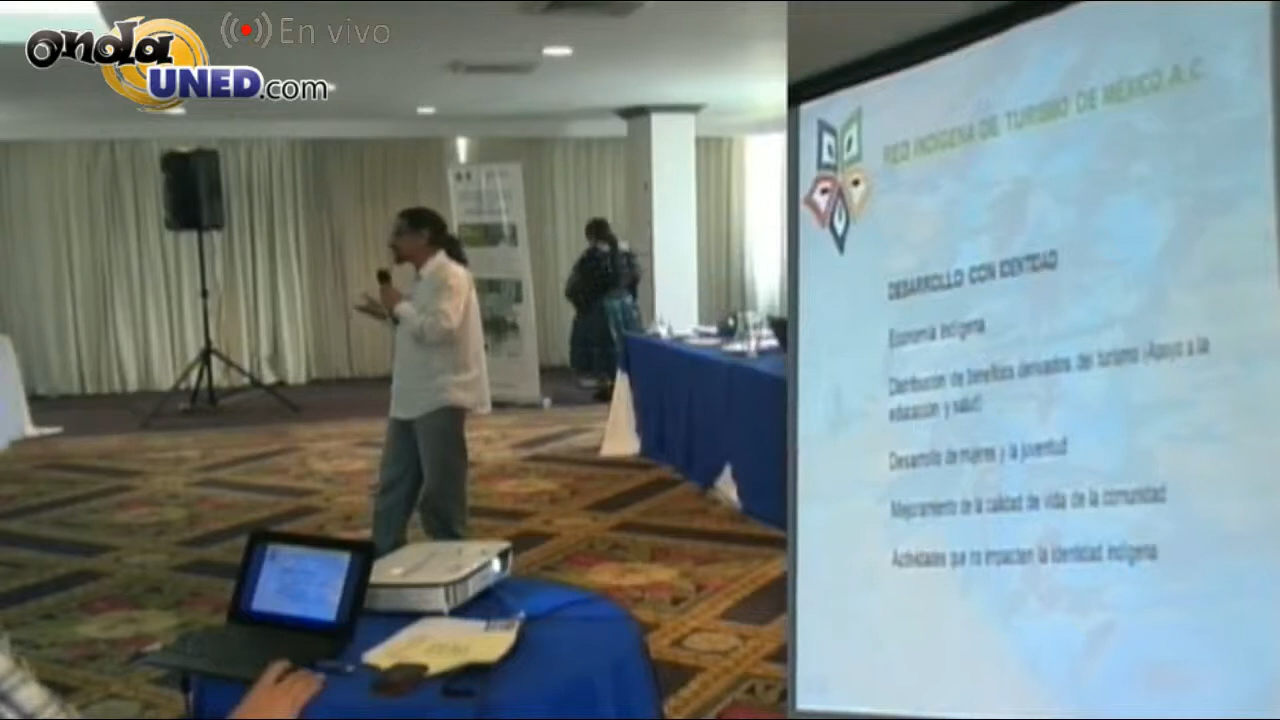 onda
UNED.com
En vivo
RED INDIGENA DE TURISMO DE MÉXICO A.C.
DESARROLLO CON IDENTIDAD
Economía indígena
Distribución de beneficios derivados del turismo (Apoyo a la
educación y salud)
Desarrollo de mujeres y la juventud
Mejoramiento de la calidad de vida de la comunidad
Actividades que no impacten la identidad indígena